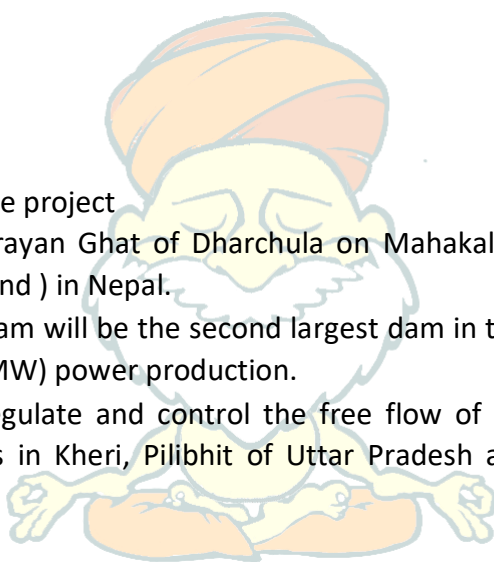 e project
rayan Ghat of Dharchula on Mahakal
nd ) in Nepal.
am will be the second largest dam in t
MW) power production.
egulate and control the free flow of
s in Kheri, Pilibhit of Uttar Pradesh a